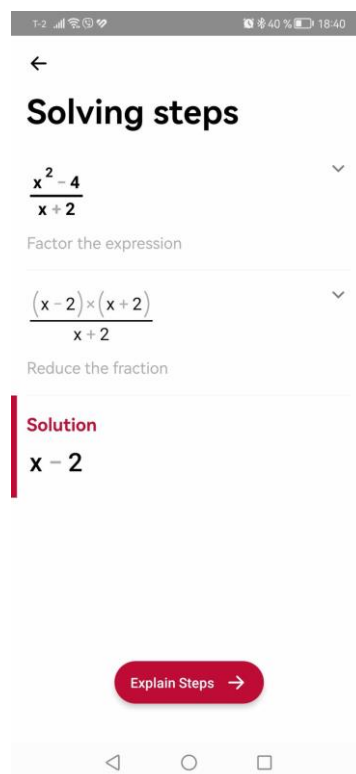 T-2 40 % 18:40
Solving steps
x² − 4
x + 2
Factor the expression
(x − 2) × (x + 2)
x + 2
Reduce the fraction
Solution
x − 2
Explain Steps